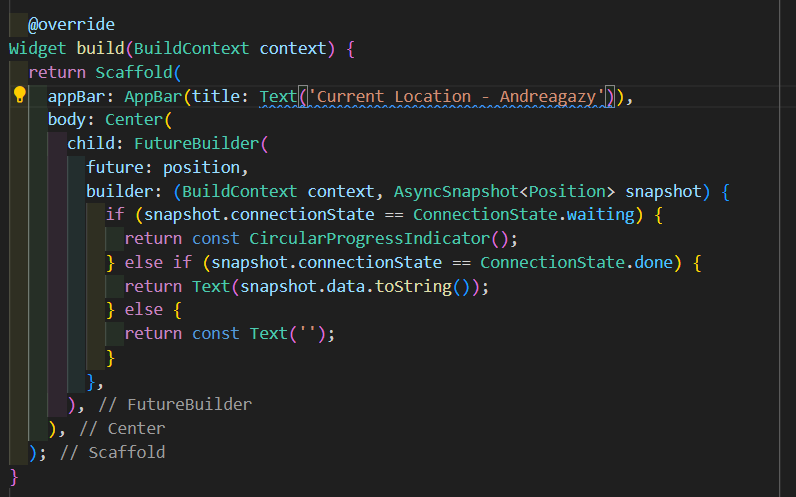 @override
Widget build(BuildContext context) {
return Scaffold(
appBar: AppBar(title: Text('Current Location - Andreagazy')),
body: Center(
child: FutureBuilder(
future: position,
builder: (BuildContext context, AsyncSnapshot<Position> snapshot) {
if (snapshot.connectionState == ConnectionState.waiting) {
return const CircularProgressIndicator();
} else if (snapshot.connectionState == ConnectionState.done) {
return Text(snapshot.data.toString());
} else {
return const Text('');
}
},
), // FutureBuilder
), // Center
); // Scaffold
}